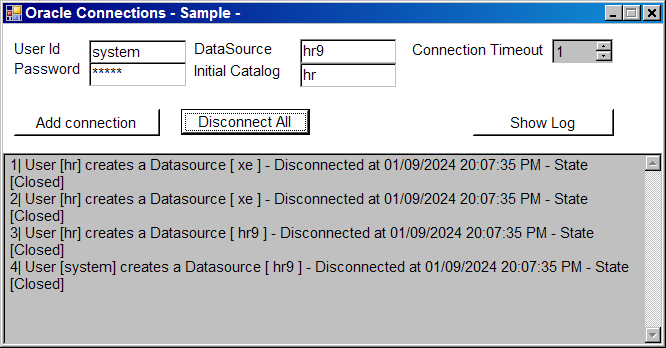 Oracle Connections - Sample -
User Id system DataSource hr9 Connection Timeout 1
Password ***** Initial Catalog hr
Add connection Disconnect All Show Log
1| User [hr] creates a Datasource [ xe ] - Disconnected at 01/09/2024 20:07:35 PM - State
[Closed]
2| User [hr] creates a Datasource [ xe ] - Disconnected at 01/09/2024 20:07:35 PM - State
[Closed]
3| User [hr] creates a Datasource [ hr9 ] - Disconnected at 01/09/2024 20:07:35 PM - State
[Closed]
4| User [system] creates a Datasource [ hr9 ] - Disconnected at 01/09/2024 20:07:35 PM - State
[Closed]